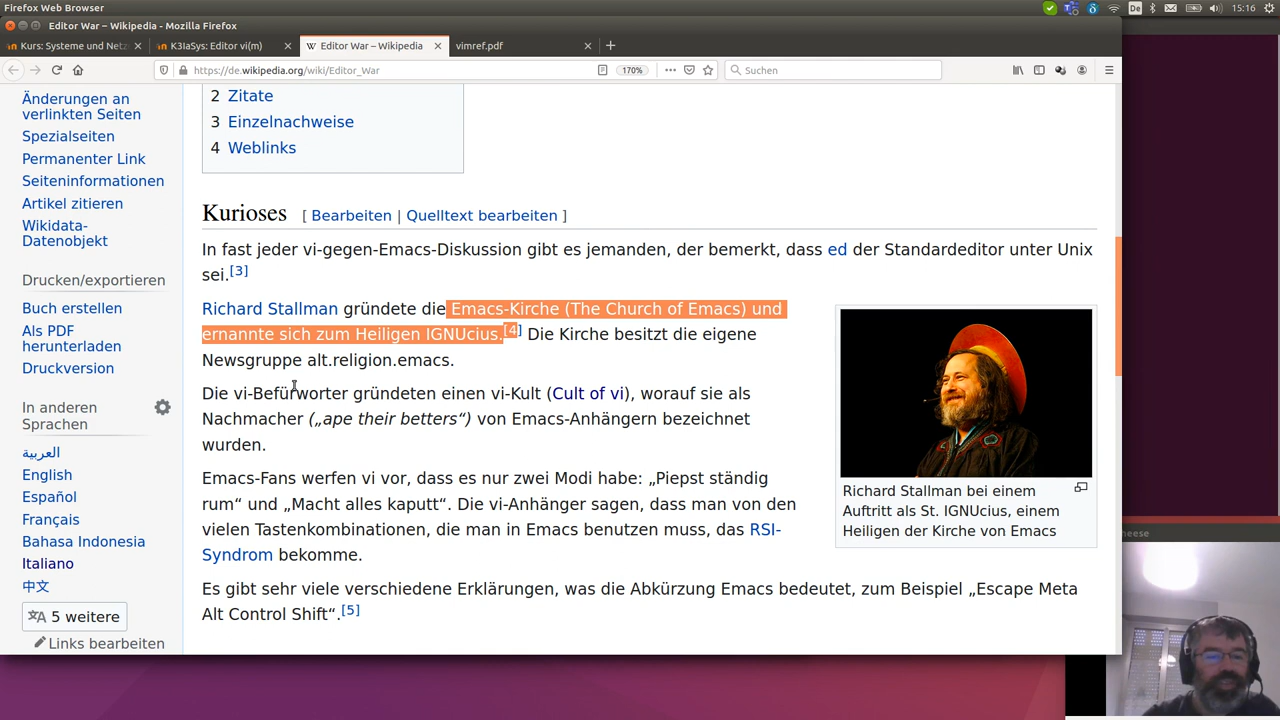 Firefox Web Browser
De
15:16
Editor War – Wikipedia - Mozilla Firefox
Kurs: Systeme und Netz
K3IaSys: Editor vi(m)
Editor War – Wikipedia
vimref.pdf
https://de.wikipedia.org/wiki/Editor_War
170%
Suchen
Änderungen an
verlinkten Seiten
Spezialseiten
Permanenter Link
Seiteninformationen
Artikel zitieren
Wikidata-
Datenobjekt
Drucken/exportieren
Buch erstellen
Als PDF
herunterladen
Druckversion
In anderen
Sprachen
العربية
English
Español
Français
Bahasa Indonesia
Italiano
中文
5 weitere
Links bearbeiten
2 Zitate
3 Einzelnachweise
4 Weblinks
Kurioses [ Bearbeiten | Quelltext bearbeiten ]
In fast jeder vi-gegen-Emacs-Diskussion gibt es jemanden, der bemerkt, dass ed der Standardeditor unter Unix
sei.[3]
Richard Stallman gründete die Emacs-Kirche (The Church of Emacs) und
ernannte sich zum Heiligen IGNUcius.[4] Die Kirche besitzt die eigene
Newsgruppe alt.religion.emacs.
Die vi-Befürworter gründeten einen vi-Kult (Cult of vi), worauf sie als
Nachmacher („ape their betters“) von Emacs-Anhängern bezeichnet
wurden.
Emacs-Fans werfen vi vor, dass es nur zwei Modi habe: „Piepst ständig
rum“ und „Macht alles kaputt“. Die vi-Anhänger sagen, dass man von den
vielen Tastenkombinationen, die man in Emacs benutzen muss, das RSI-
Syndrom bekomme.
Es gibt sehr viele verschiedene Erklärungen, was die Abkürzung Emacs bedeutet, zum Beispiel „Escape Meta
Alt Control Shift“.[5]
Richard Stallman bei einem
Auftritt als St. IGNUcius, einem
Heiligen der Kirche von Emacs
heese